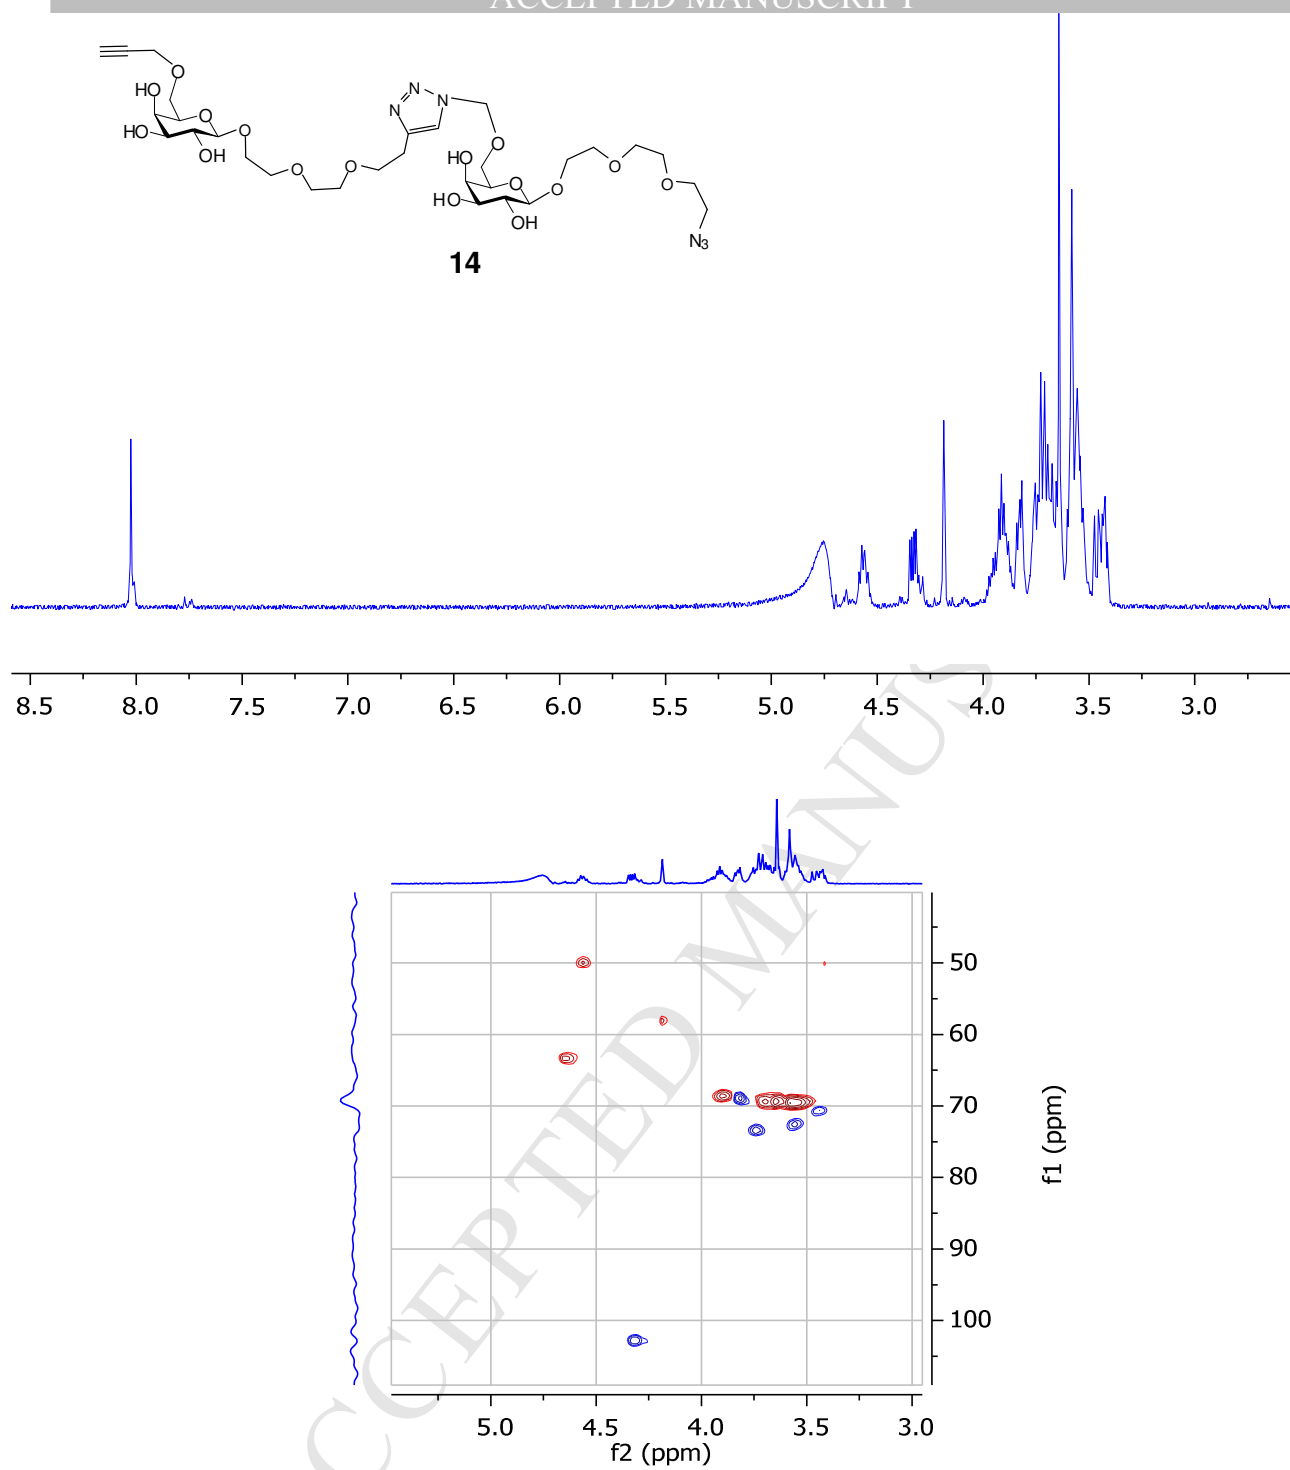 ACCEPTED MANUSCRIPT
O
HO
O
HO
O
OH
O
O
N
N
N
O
HO
O
HO
O
OH
O
O
N3
14
8.5 8.0 7.5 7.0 6.5 6.0 5.5 5.0 4.5 4.0 3.5 3.0
50
60
70
80
90
100
f1 (ppm)
5.0 4.5 4.0 3.5 3.0
f2 (ppm)
CCEPTED MANUS